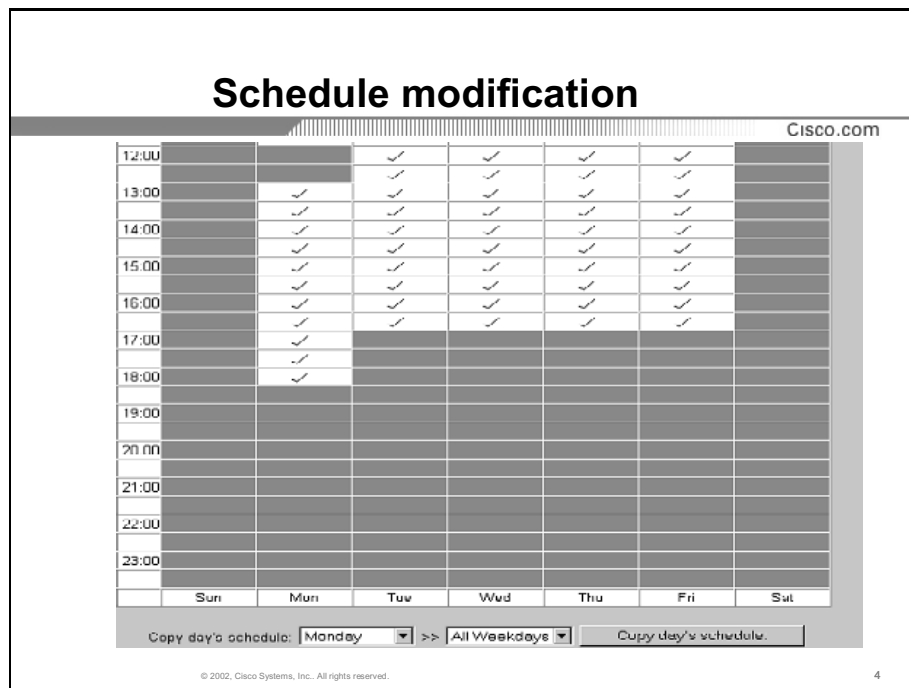 Schedule modification
Cisco.com
12:00 ✓ ✓ ✓ ✓
✓ ✓ ✓ ✓
13:00 ✓ ✓ ✓ ✓ ✓
✓ ✓ ✓ ✓ ✓
14:00 ✓ ✓ ✓ ✓ ✓
✓ ✓ ✓ ✓ ✓
15:00 ✓ ✓ ✓ ✓ ✓
✓ ✓ ✓ ✓ ✓
16:00 ✓ ✓ ✓ ✓ ✓
✓ ✓ ✓ ✓ ✓
17:00 ✓
✓
18:00 ✓
19:00
20:00
21:00
22:00
23:00
Sun Mon Tue Wed Thu Fri Sat
Copy day's schedule: Monday >> All Weekdays Copy day's schedule.
© 2002, Cisco Systems, Inc.. All rights reserved. 4